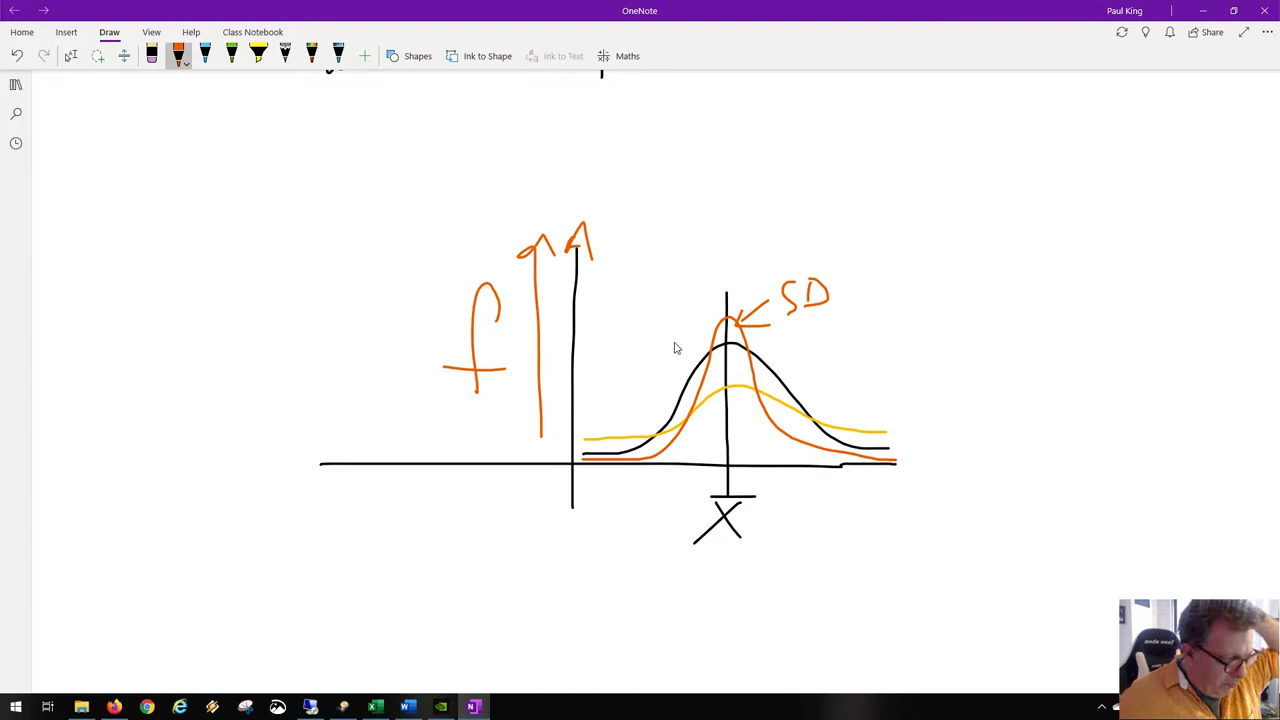 OneNote
Paul King
Home Insert Draw View Help Class Notebook
Share
Shapes Ink to Shape Ink to Text Maths
f
SD
X